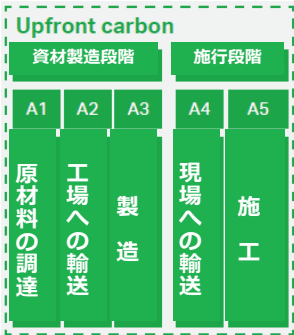 Upfront carbon
資材製造段階
施行段階
A1
A2
A3
A4
A5
原材料の調達
工場への輸送
製造
現場への輸送
施工